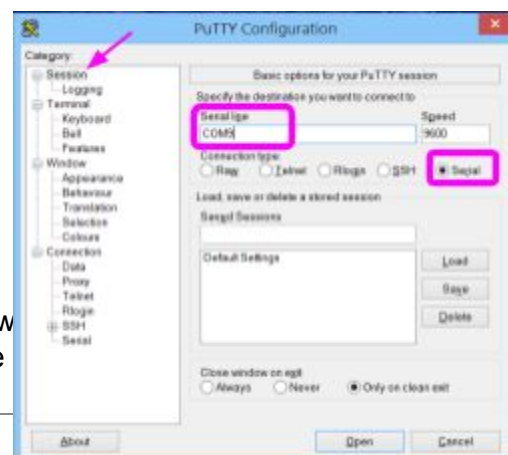 PuTTY Configuration
Category:
Session
Logging
Terminal
Keyboard
Bell
Features
Window
Appearance
Behaviour
Translation
Selection
Colours
Connection
Data
Proxy
Telnet
Rlogin
SSH
Serial
Basic options for your PuTTY session
Specify the destination you want to connect to
Serial line Speed
COM9 9600
Connection type:
Raw Telnet Rlogin SSH Serial
Load, save or delete a stored session
Saved Sessions
Default Settings
Load
Save
Delete
Close window on exit
Always Never Only on clean exit
About Open Cancel
w
e